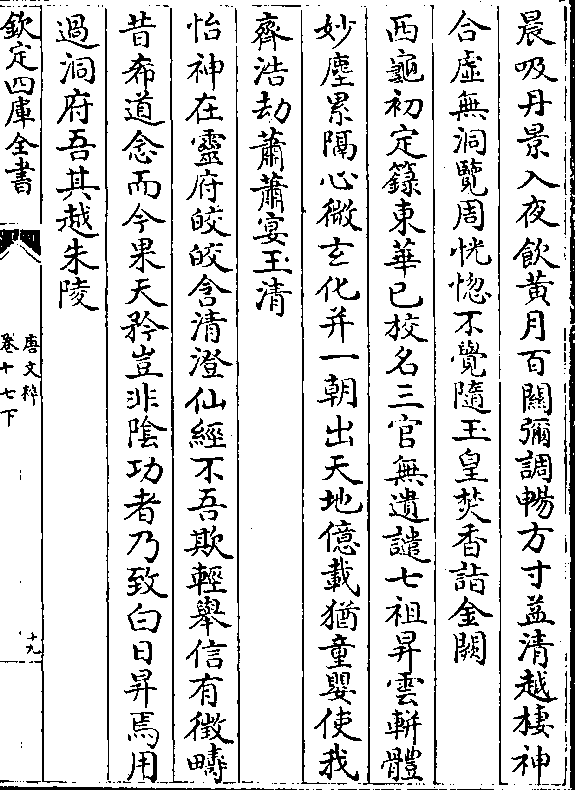 晨吸丹景入夜飲黃月百關彌調暢方寸益清越棲神
合虛無洞覽周恍惚不覺隨玉皇焚香詣金闕
西龜初定籙東華已校名三官無遺譴七祖昇雲軿體
妙塵累隔心微玄化并一朝出天地億載猶童嬰使我
齊浩劫蕭蕭宴玉清
怡神在靈府皎皎含清澄仙經不吾欺輕舉信有徵疇
昔希道念而今果天矜豈非陰功者乃致白日昇焉用
過洞府吾其越朱陵
欽定四庫全書
唐文粹
卷十七下
十九